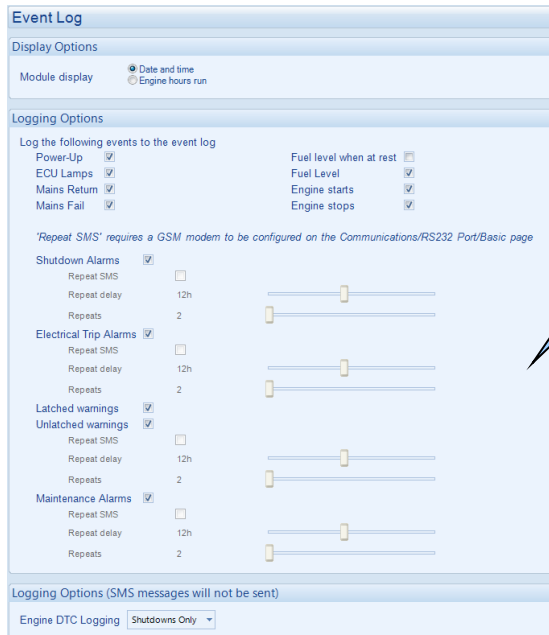 Event Log
Display Options
Module display
Date and time
Engine hours run
Logging Options
Log the following events to the event log
Power-Up Fuel level when at rest
ECU Lamps Fuel Level
Mains Return Engine starts
Mains Fail Engine stops
'Repeat SMS' requires a GSM modem to be configured on the Communications/RS232 Port/Basic page
Shutdown Alarms
Repeat SMS
Repeat delay 12h
Repeats 2
Electrical Trip Alarms
Repeat SMS
Repeat delay 12h
Repeats 2
Latched warnings
Unlatched warnings
Repeat SMS
Repeat delay 12h
Repeats 2
Maintenance Alarms
Repeat SMS
Repeat delay 12h
Repeats 2
Logging Options (SMS messages will not be sent)
Engine DTC Logging Shutdowns Only